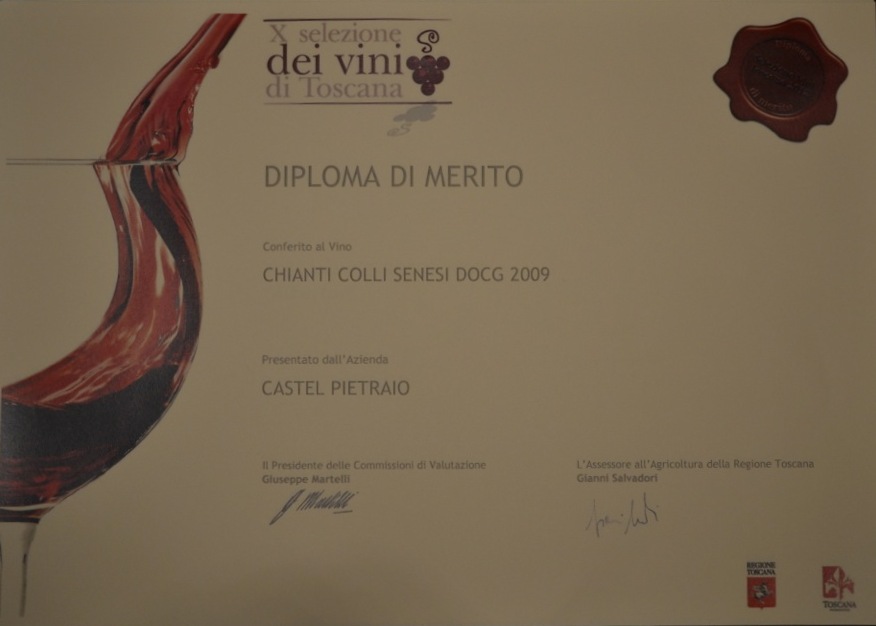 X selezione
dei vini
di Toscana
DIPLOMA DI MERITO
Conferito al Vino
CHIANTI COLLI SENESI DOCG 2009
Presentato dall'Azienda
CASTEL PIETRAIO
Il Presidente delle Commissioni di Valutazione
Giuseppe Martelli
L'Assessore all'Agricoltura della Regione Toscana
Gianni Salvadori
di merito
REGIONE
TOSCANA
TOSCANA